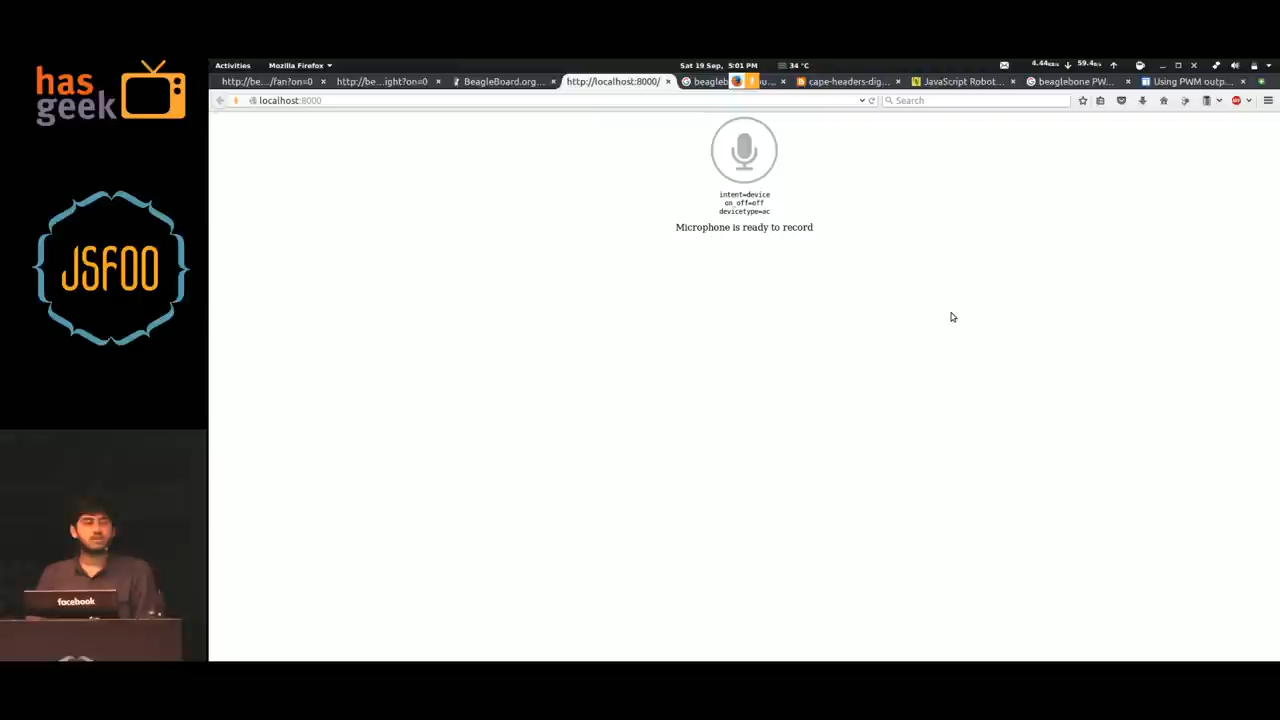 has
geek
JSFOO
facebook
Activities
Mozilla Firefox
Sat 19 Sep, 5:01 PM
34 °C
http://be.../fan?on=0
http://be...ight?on=0
BeagleBoard.org...
http://localhost:8000/
beagleb
cape-headers-dig...
JavaScript Robot...
beaglebone PW...
Using PWM outp...
localhost:8000
Search
intent=device
on_off=off
devicetype=ac
Microphone is ready to record